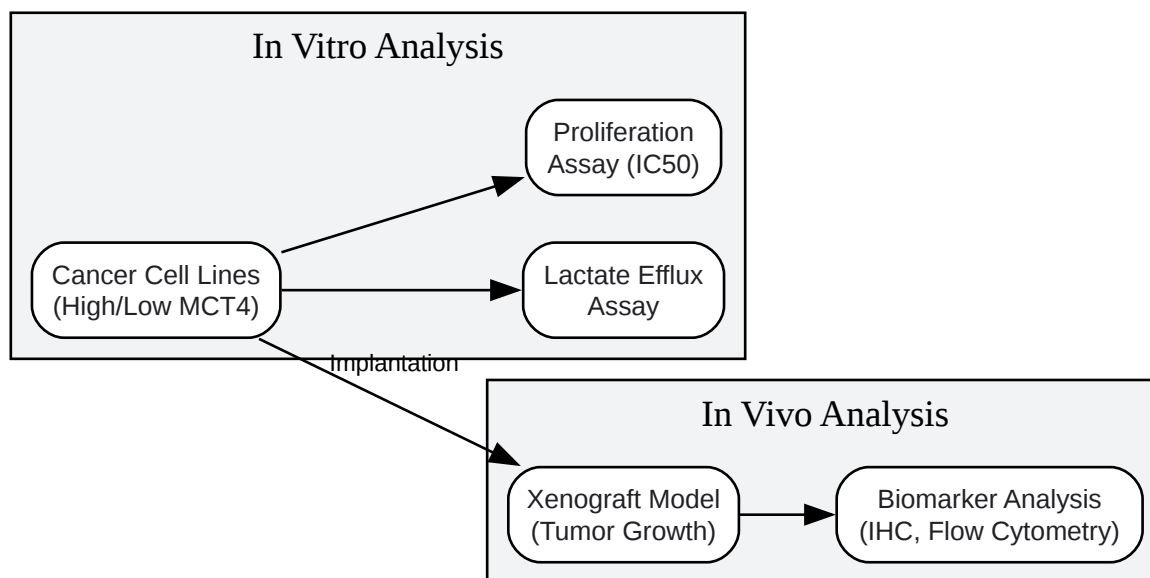 In Vitro Analysis
Proliferation
Assay (IC50)
Cancer Cell Lines
(High/Low MCT4)
Lactate Efflux
Assay
Implantation
In Vivo Analysis
Xenograft Model
(Tumor Growth)
Biomarker Analysis
(IHC, Flow Cytometry)